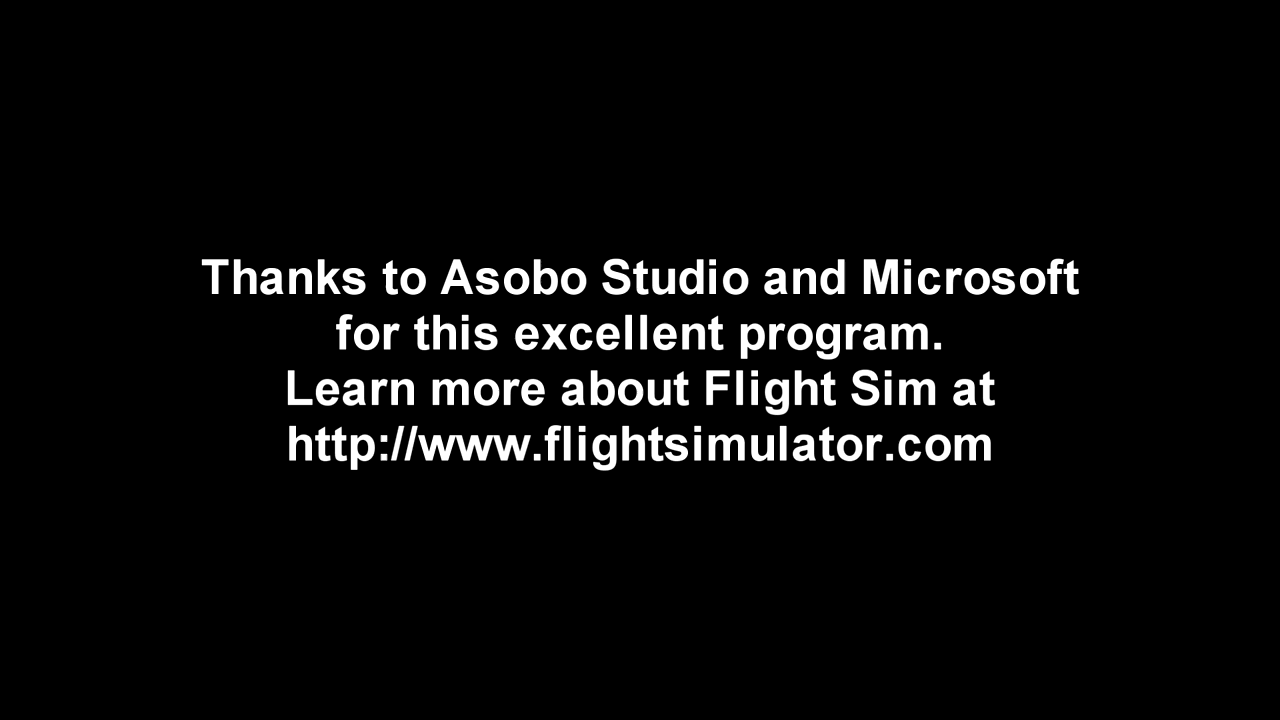 Thanks to Asobo Studio and Microsoft
for this excellent program.
Learn more about Flight Sim at
http://www.flightsimulator.com